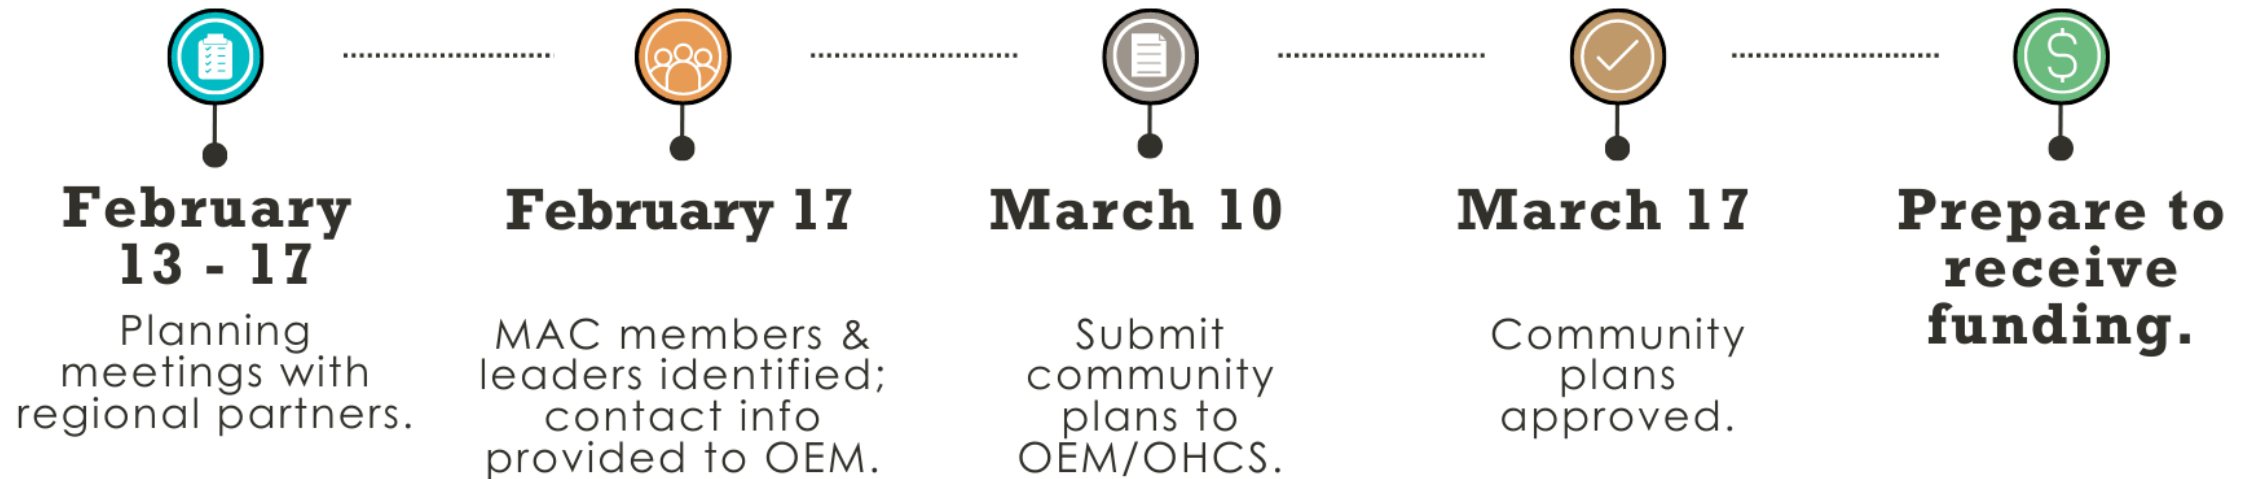 February
13 - 17
Planning
meetings with
regional partners.
February 17
MAC members &
leaders identified;
contact info
provided to OEM.
March 10
Submit
community
plans to
OEM/OHCS.
March 17
Community
plans
approved.
Prepare to
receive
funding.